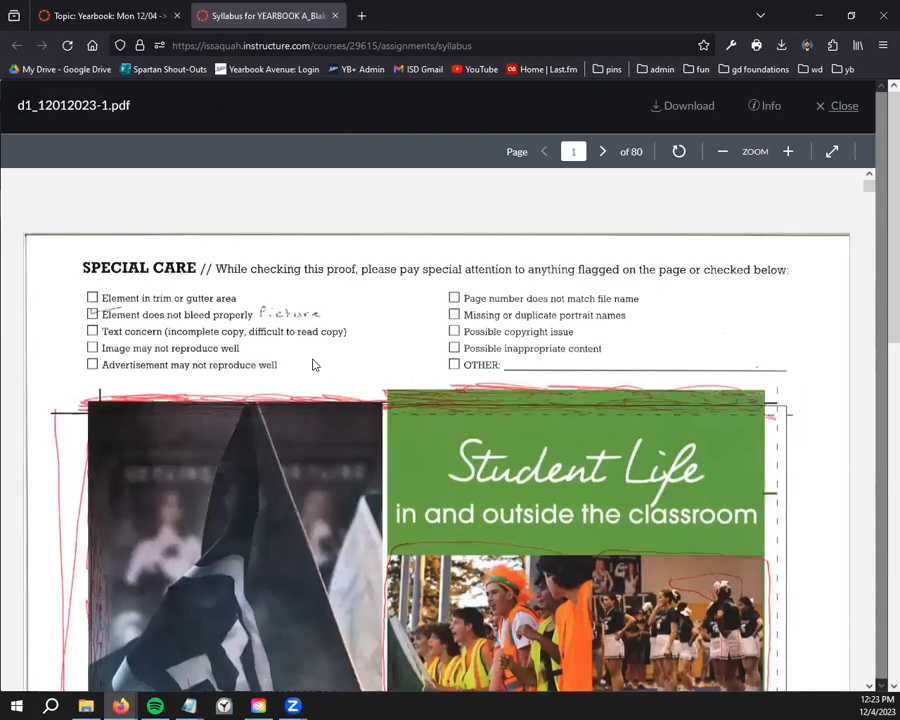 Topic: Yearbook: Mon 12/04 ->
Syllabus for YEARBOOK A_Blak
https://issaquah.instructure.com/courses/29615/assignments/syllabus
My Drive - Google Drive
Spartan Shout-Outs
Yearbook Avenue: Login
YB+ Admin
ISD Gmail
YouTube
Home | Last.fm
pins
admin
fun
gd foundations
wd
yb
d1_12012023-1.pdf
Download
Info
Close
Page
1
of 80
ZOOM
SPECIAL CARE // While checking this proof, please pay special attention to anything flagged on the page or checked below:
Element in trim or gutter area
Element does not bleed properly Picture
Text concern (incomplete copy, difficult to read copy)
Image may not reproduce well
Advertisement may not reproduce well
Page number does not match file name
Missing or duplicate portrait names
Possible copyright issue
Possible inappropriate content
OTHER:
Student Life
in and outside the classroom
12:23 PM
12/4/2023